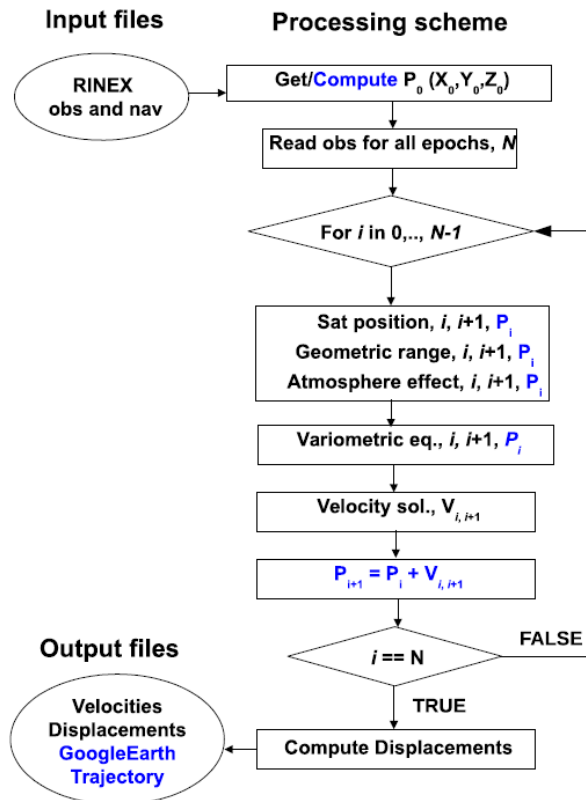 Input files
Processing scheme
RINEX
obs and nav
Get/Compute P₀ (X₀,Y₀,Z₀)
Read obs for all epochs, N
For i in 0,.., N-1
Sat position, i, i+1, Pᵢ
Geometric range, i, i+1, Pᵢ
Atmosphere effect, i, i+1, Pᵢ
Variometric eq., i, i+1, Pᵢ
Velocity sol., Vᵢ,ᵢ₊₁
Pᵢ₊₁ = Pᵢ + Vᵢ,ᵢ₊₁
i == N
FALSE
TRUE
Compute Displacements
Output files
Velocities
Displacements
GoogleEarth
Trajectory